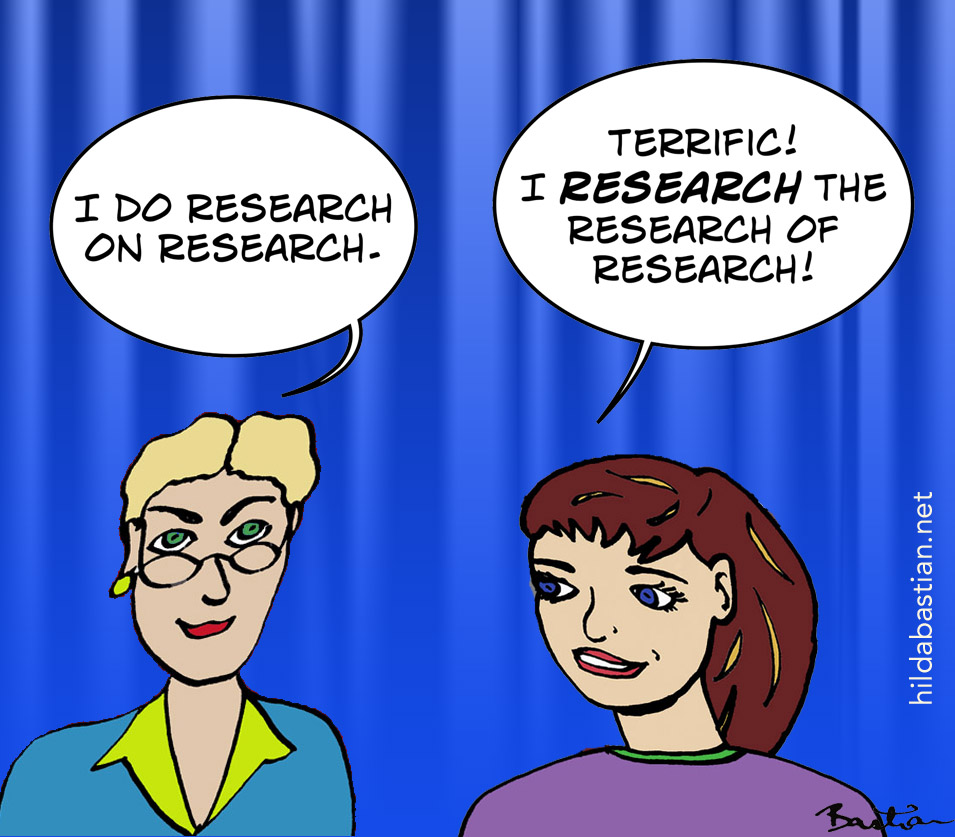 I DO RESEARCH
ON RESEARCH.
TERRIFIC!
I RESEARCH THE
RESEARCH OF
RESEARCH!
hildabastian.net
Bastian